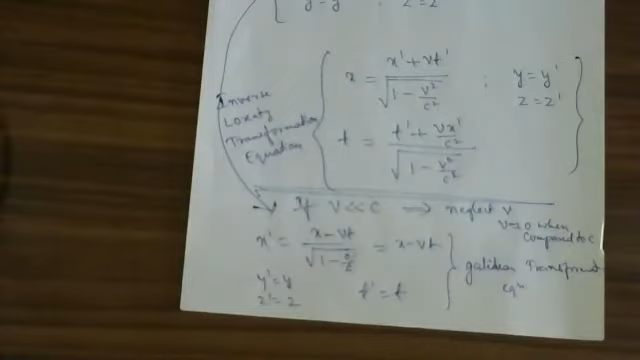 y = y' ; z = z'
Inverse
Lorentz
Transformation
Equation
x = x' + vt' / √(1 - v²/c²) ; y = y'
z = z'
t = t' + vx'/c² / √(1 - v²/c²)
If V << C ⟹ neglect v
v≈0 when
Compared to c
x' = x - vt / √(1 - 0/c²) = x - vt
y' = y
z' = z
t' = t
galilean Transformat
eqⁿ